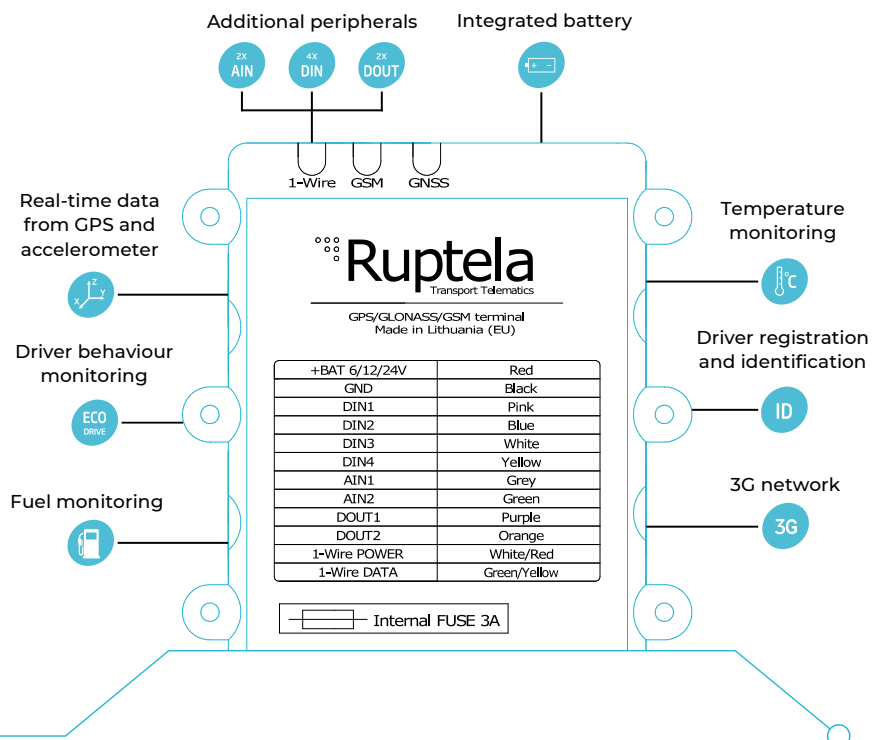 Additional peripherals
Integrated battery
2X
AIN
4X
DIN
2X
DOUT
+ -
1-Wire GSM GNSS
Real-time data
from GPS and
accelerometer
X Z Y
Driver behaviour
monitoring
ECO
DRIVE
Fuel monitoring
Ruptela
Transport Telematics
GPS/GLONASS/GSM terminal
Made in Lithuania (EU)
+BAT 6/12/24V Red
GND Black
DIN1 Pink
DIN2 Blue
DIN3 White
DIN4 Yellow
AIN1 Grey
AIN2 Green
DOUT1 Purple
DOUT2 Orange
1-Wire POWER White/Red
1-Wire DATA Green/Yellow
Internal FUSE 3A
Temperature
monitoring
°C
Driver registration
and identification
ID
3G network
3G